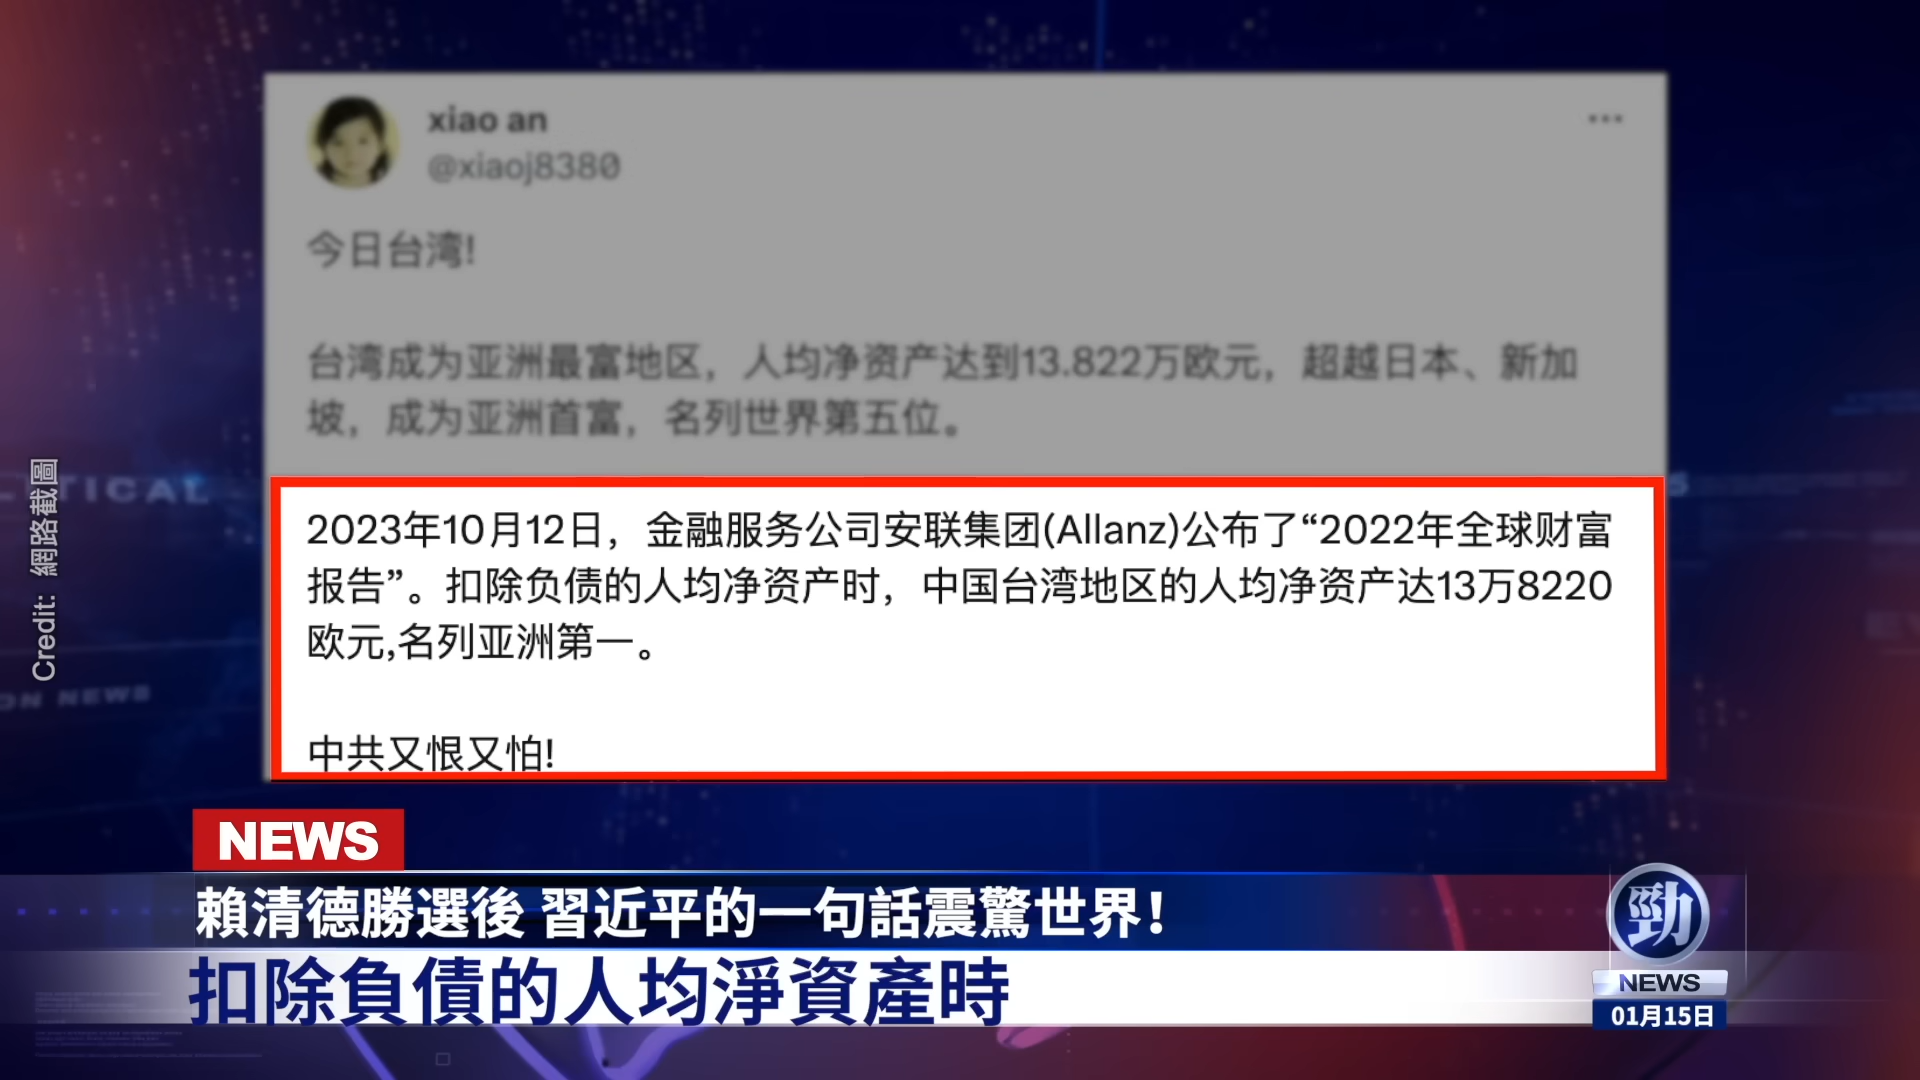 xiao an
@xiaoj8380
今日台湾!
台湾成为亚洲最富地区，人均净资产达到13.822万欧元，超越日本、新加
坡，成为亚洲首富，名列世界第五位。
2023年10月12日，金融服务公司安联集团(Allanz)公布了“2022年全球财富
报告”。扣除负债的人均净资产时，中国台湾地区的人均净资产达13万8220
欧元,名列亚洲第一。
中共又恨又怕!
Credit: 網路截圖
ON NEWS
NEWS
賴清德勝選後 習近平的一句話震驚世界!
扣除負債的人均淨資產時
勁
NEWS
01月15日